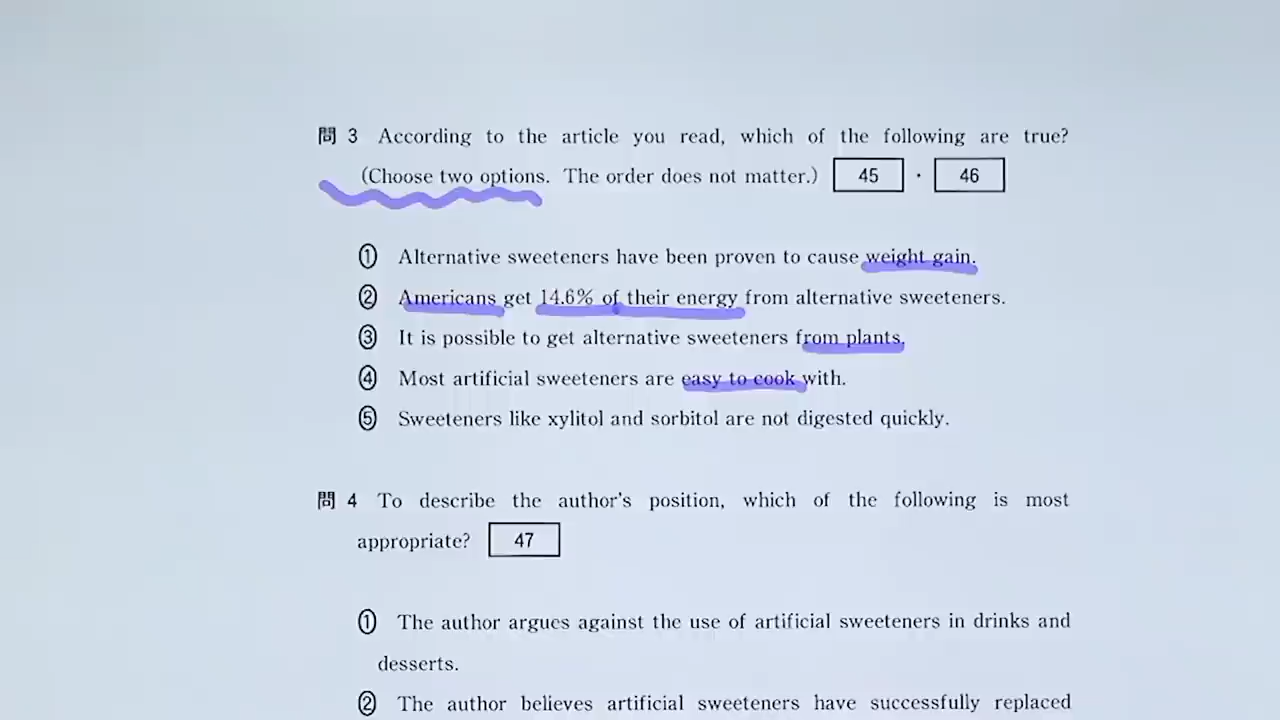 問 3 According to the article you read, which of the following are true?
(Choose two options. The order does not matter.) 45 ・ 46
① Alternative sweeteners have been proven to cause weight gain.
② Americans get 14.6% of their energy from alternative sweeteners.
③ It is possible to get alternative sweeteners from plants.
④ Most artificial sweeteners are easy to cook with.
⑤ Sweeteners like xylitol and sorbitol are not digested quickly.
問 4 To describe the author's position, which of the following is most
appropriate? 47
① The author argues against the use of artificial sweeteners in drinks and
desserts.
② The author believes artificial sweeteners have successfully replaced